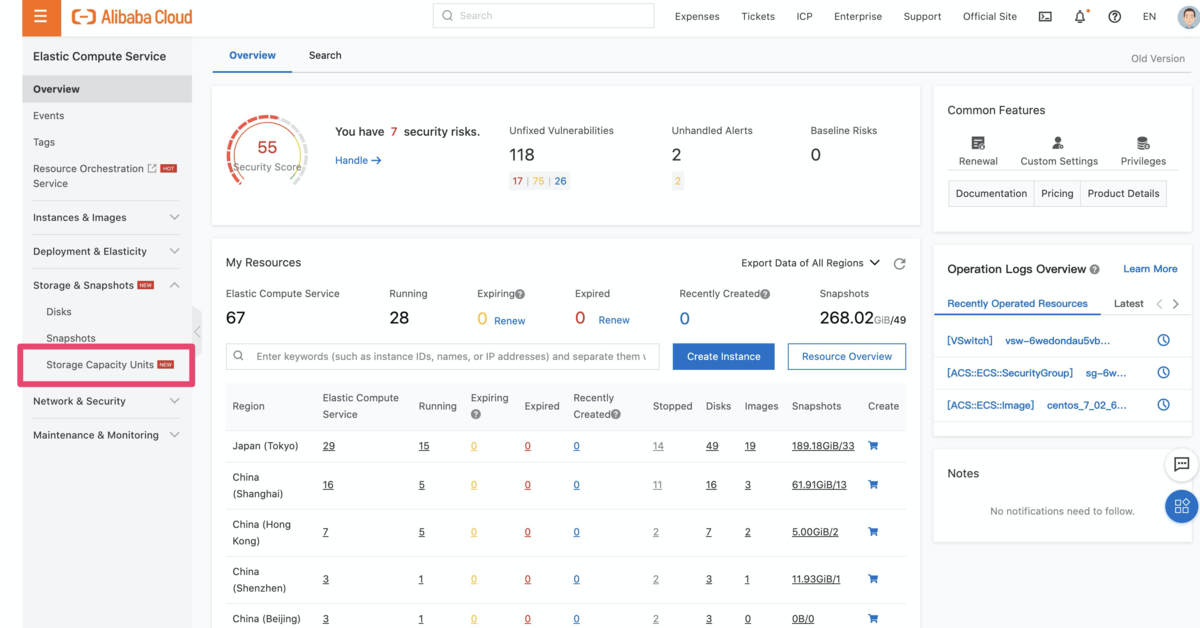 Alibaba Cloud
Search
Expenses
Tickets
ICP
Enterprise
Support
Official Site
EN
Elastic Compute Service
Overview
Events
Tags
Resource Orchestration HOT
Service
Instances & Images
Deployment & Elasticity
Storage & Snapshots NEW
Disks
Snapshots
Storage Capacity Units NEW
Network & Security
Maintenance & Monitoring
Overview
Search
Old Version
55
Security Score
You have 7 security risks.
Handle →
Unfixed Vulnerabilities
118
17 | 75 | 26
Unhandled Alerts
2
2
Baseline Risks
0
My Resources
Export Data of All Regions
Elastic Compute Service
67
Running
28
Expiring
0 Renew
Expired
0 Renew
Recently Created
0
Snapshots
268.02GiB/49
Enter keywords (such as instance IDs, names, or IP addresses) and separate them
Create Instance
Resource Overview
Region
Elastic Compute
Service
Running
Expiring
Expired
Recently
Created
Stopped
Disks
Images
Snapshots
Create
Japan (Tokyo) 29 15 0 0 0 14 49 19 189.18GiB/33
China
(Shanghai) 16 5 0 0 0 11 16 3 61.91GiB/13
China (Hong
Kong) 7 5 0 0 0 2 7 2 5.00GiB/2
China
(Shenzhen) 3 1 0 0 0 2 3 1 11.93GiB/1
China (Beijing) 3 1 0 0 0 2 3 0 0B/0
Common Features
Renewal
Custom Settings
Privileges
Documentation
Pricing
Product Details
Operation Logs Overview
Learn More
Recently Operated Resources
Latest
[VSwitch] vsw-6wedondau5vb...
[ACS::ECS::SecurityGroup] sg-6w...
[ACS::ECS::Image] centos_7_02_6...
Notes
No notifications need to follow.